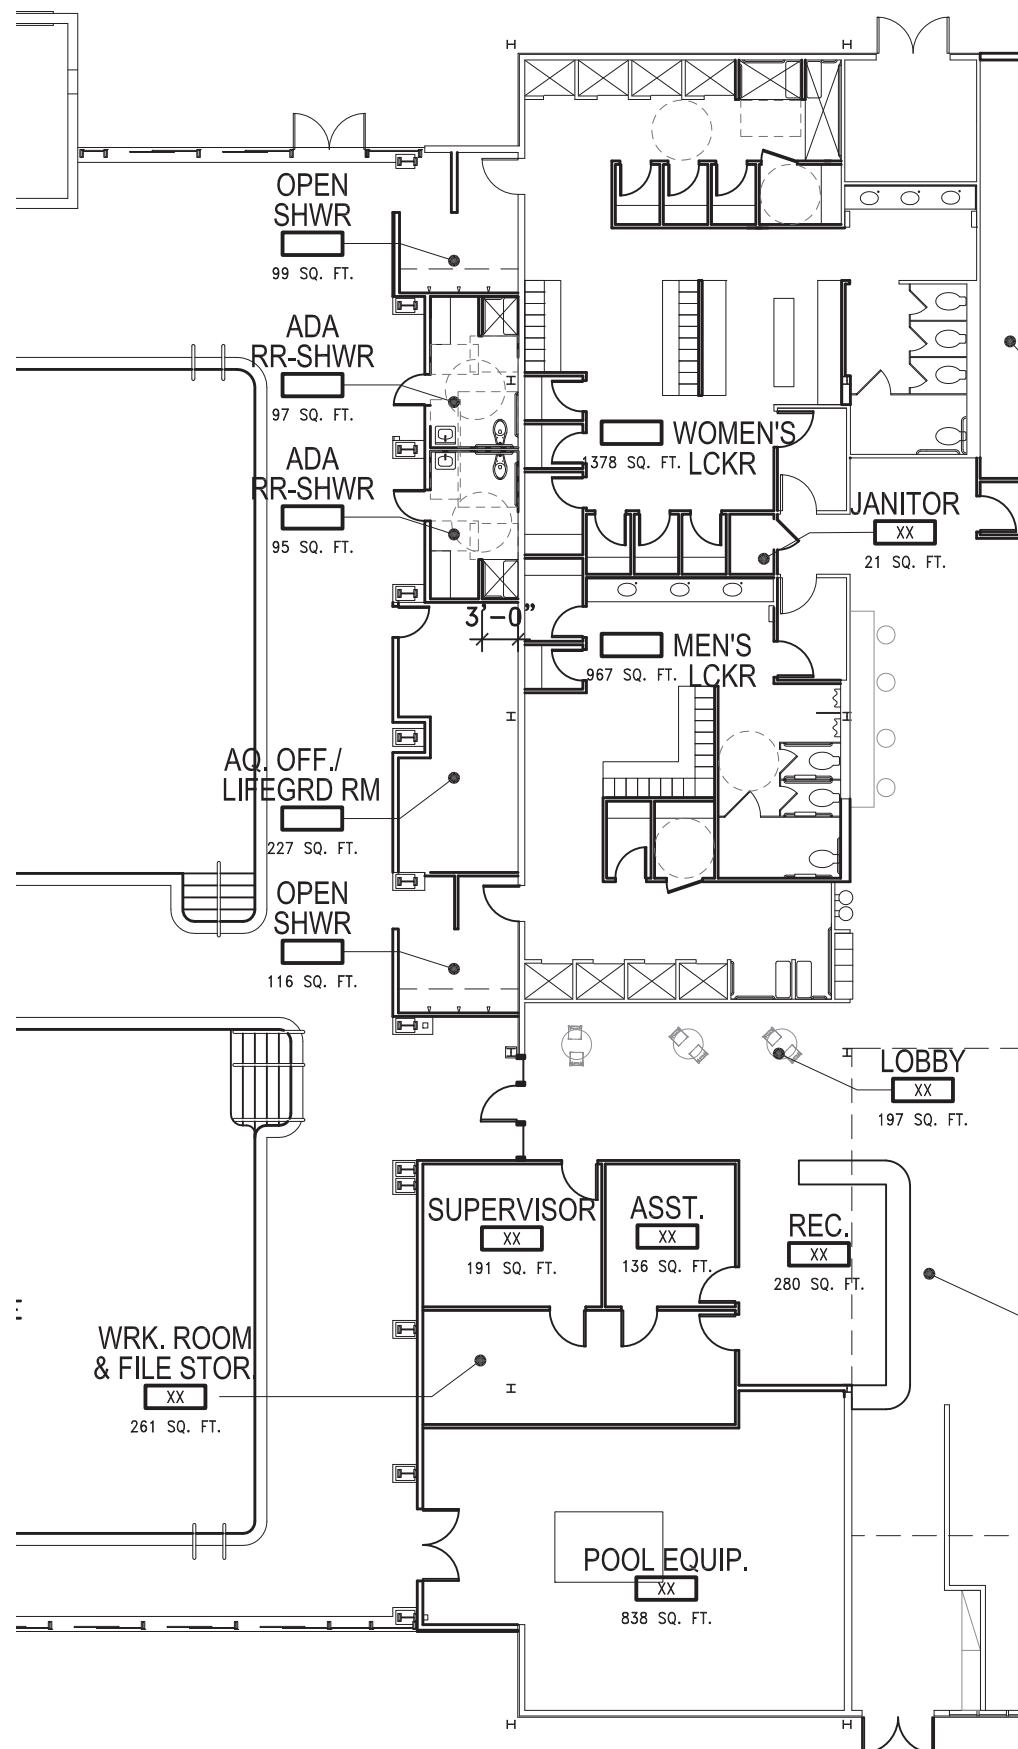 OPEN
SHWR
99 SQ. FT.
ADA
RR-SHWR
97 SQ. FT.
WOMEN'S
LCKR
1378 SQ. FT.
ADA
RR-SHWR
95 SQ. FT.
JANITOR
XX
21 SQ. FT.
3'-0"
MEN'S
LCKR
967 SQ. FT.
AQ. OFF./
LIFEGRD RM
227 SQ. FT.
OPEN
SHWR
116 SQ. FT.
LOBBY
XX
197 SQ. FT.
SUPERVISOR
XX
191 SQ. FT.
ASST.
XX
136 SQ. FT.
REC.
XX
280 SQ. FT.
WRK. ROOM
& FILE STOR.
XX
261 SQ. FT.
POOL EQUIP.
XX
838 SQ. FT.